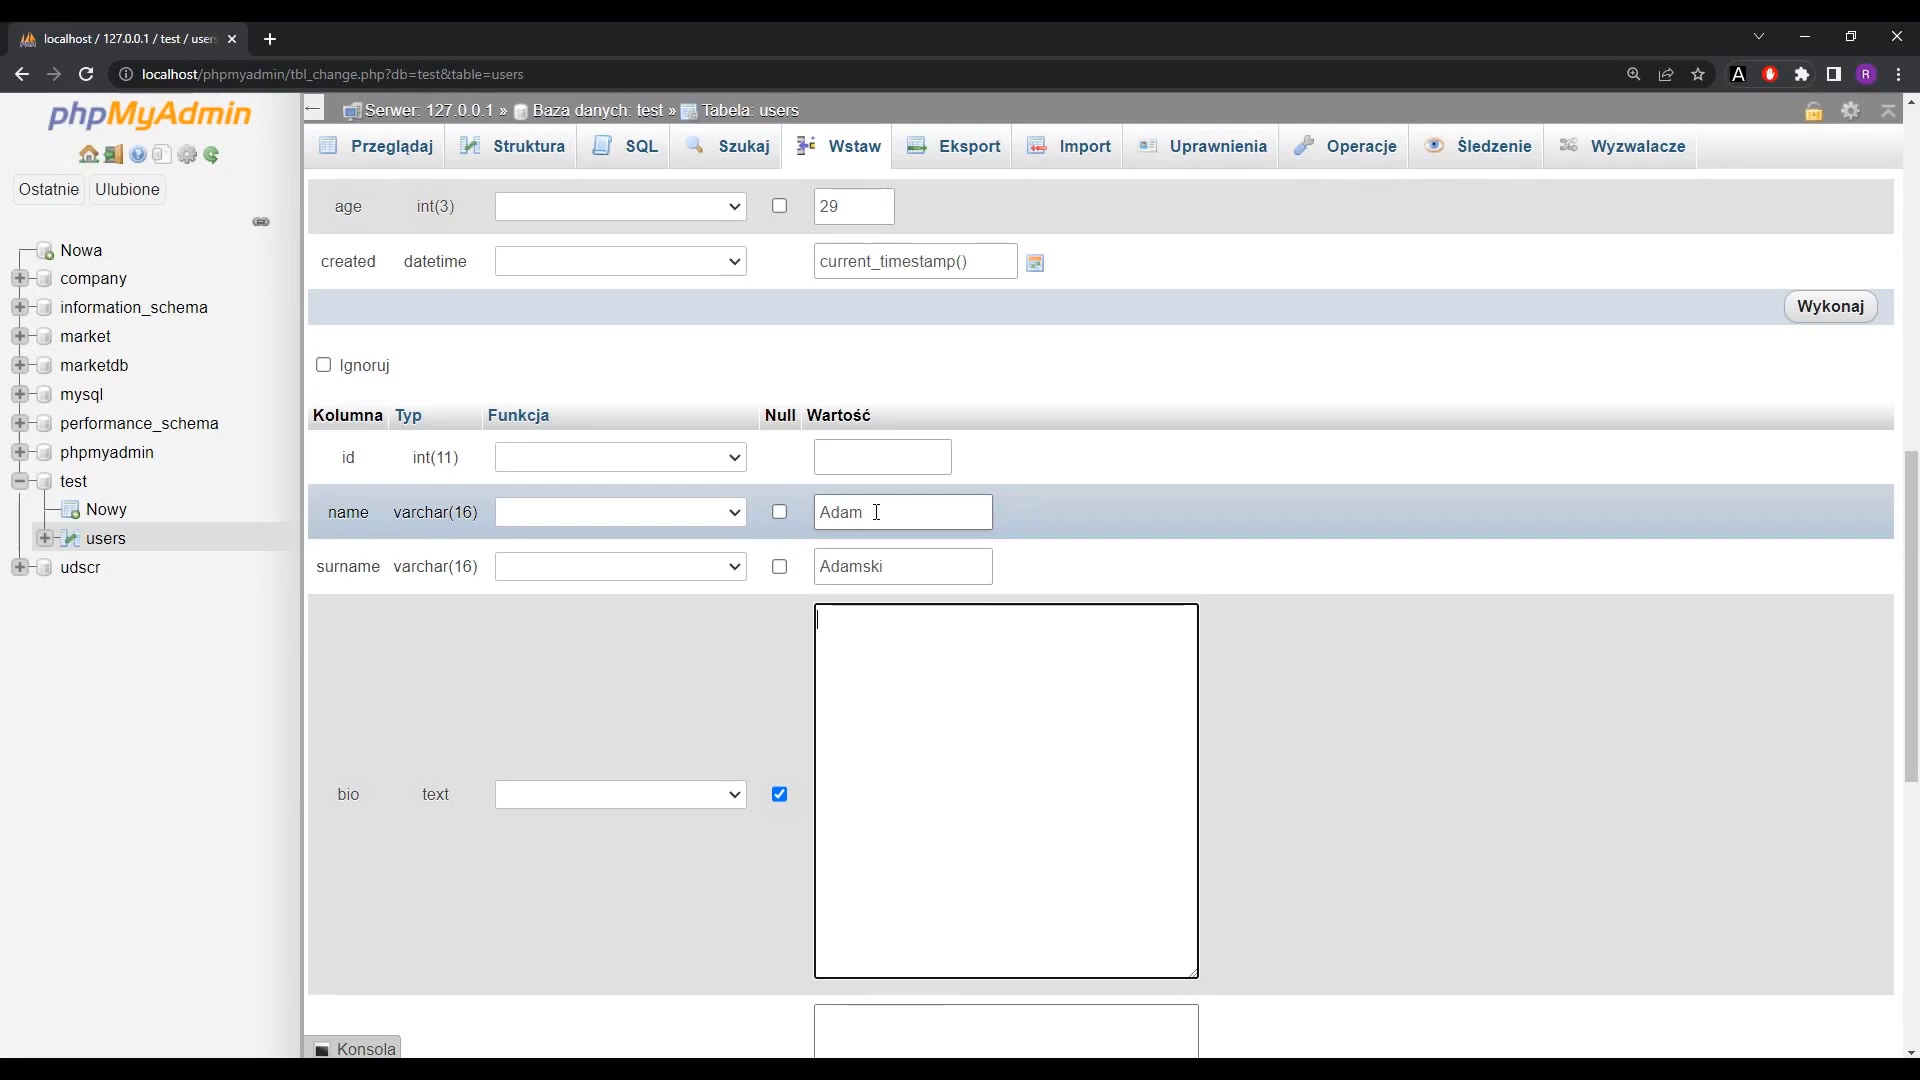 localhost / 127.0.0.1 / test / users
localhost/phpmyadmin/tbl_change.php?db=test&table=users
A
R
phpMyAdmin
Ostatnie
Ulubione
Nowa
company
information_schema
market
marketdb
mysql
performance_schema
phpmyadmin
test
Nowy
users
udscr
Serwer: 127.0.0.1 » Baza danych: test » Tabela: users
Przeglądaj
Struktura
SQL
Szukaj
Wstaw
Eksport
Import
Uprawnienia
Operacje
Śledzenie
Wyzwalacze
age int(3) 29
created datetime current_timestamp()
Wykonaj
Ignoruj
Kolumna Typ Funkcja Null Wartość
id int(11)
name varchar(16) Adam
surname varchar(16) Adamski
bio text
Konsola